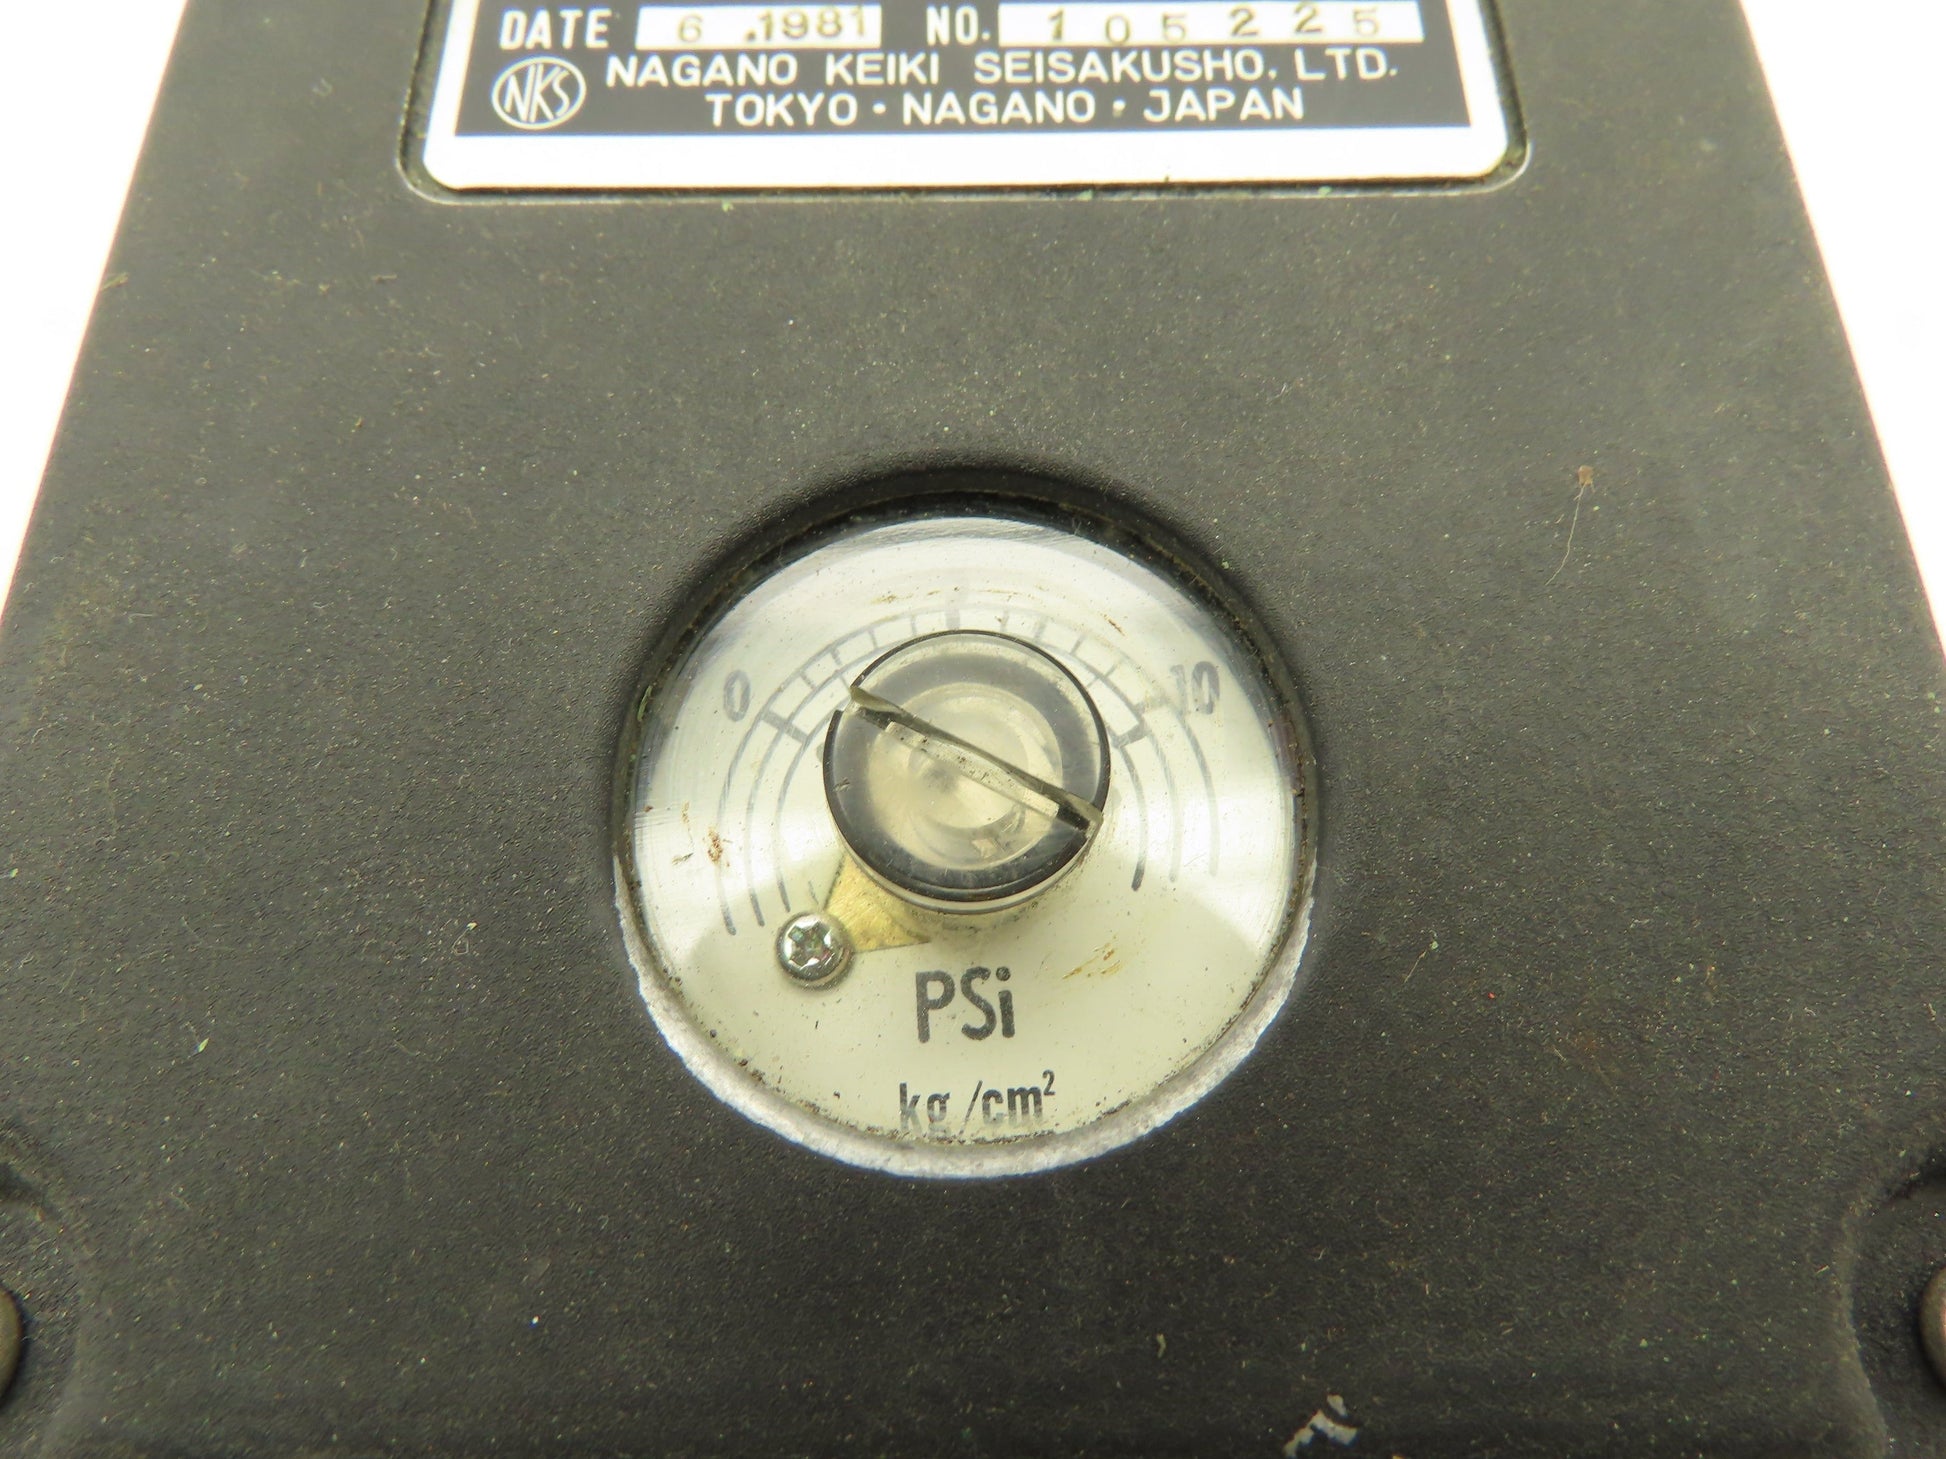 DATE 6 .1981 NO. 105225
NKS NAGANO KEIKI SEISAKUSHO, LTD.
TOKYO · NAGANO · JAPAN
0 10
PSi
kg/cm²